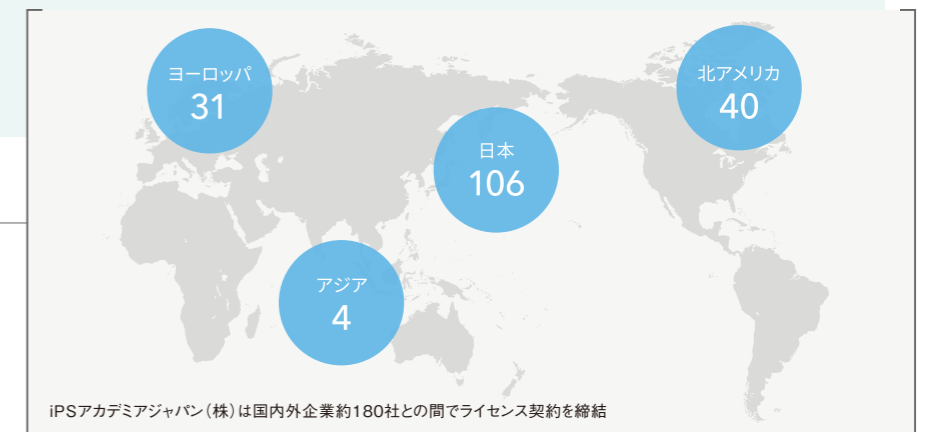 ヨーロッパ
31
北アメリカ
40
日本
106
アジア
4
iPSアカデミアジャパン（株）は国内外企業約180社との間でライセンス契約を締結